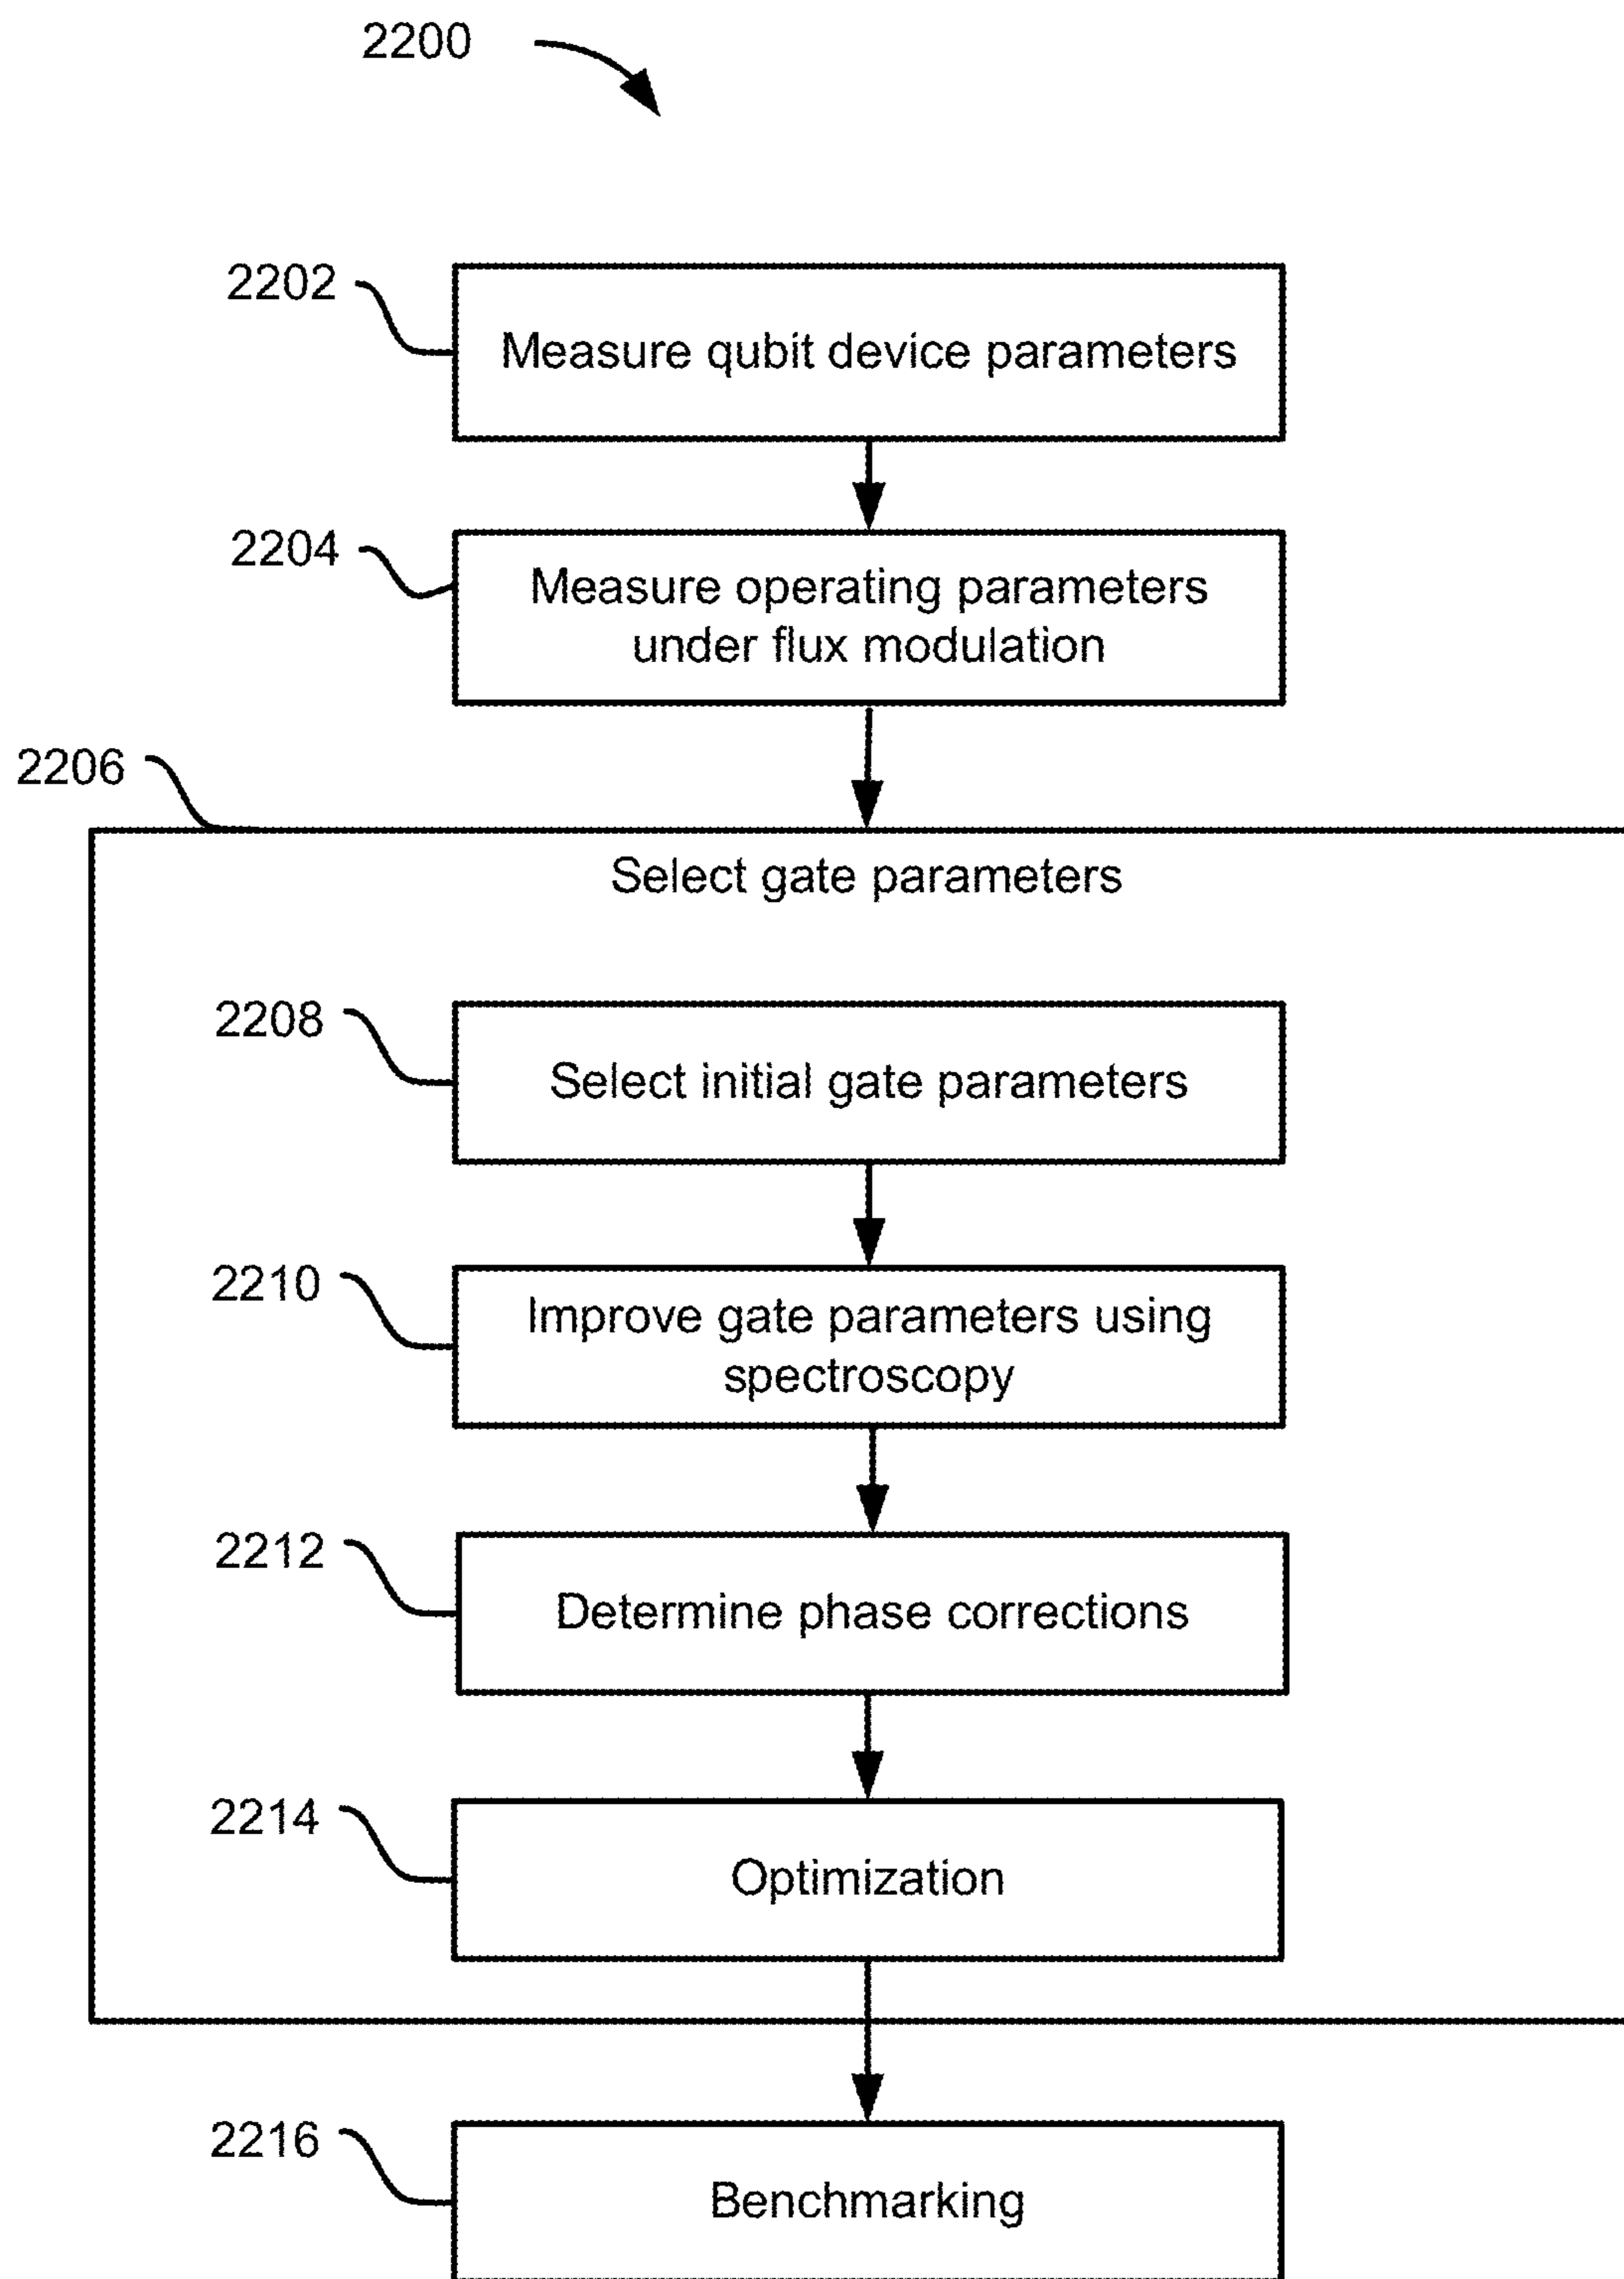 2200
2202
Measure qubit device parameters
2204
Measure operating parameters
under flux modulation
2206
Select gate parameters
2208
Select initial gate parameters
2210
Improve gate parameters using
spectroscopy
2212
Determine phase corrections
2214
Optimization
2216
Benchmarking